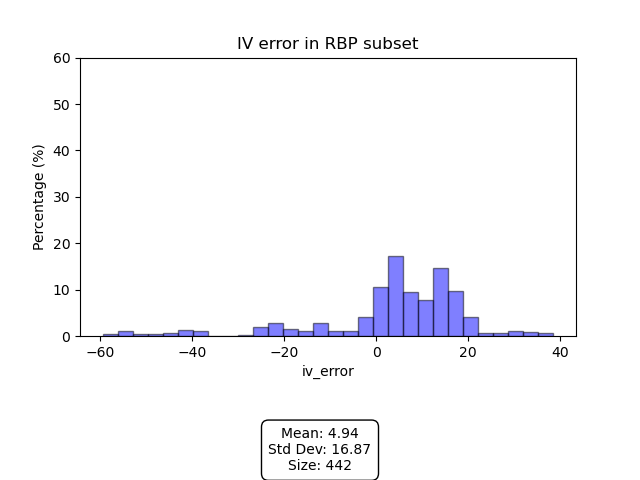 IV error in RBP subset
60
50
40
30
20
10
0
Percentage (%)
−60
−40
−20
0
20
40
iv_error
Mean: 4.94
Std Dev: 16.87
Size: 442